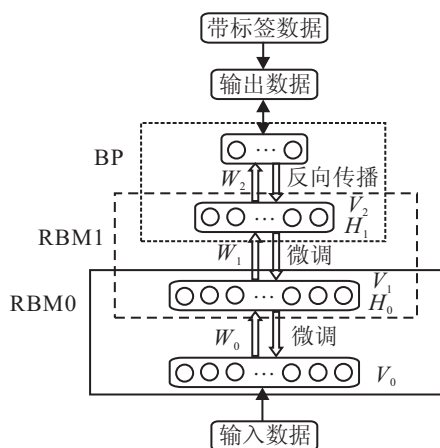 带标签数据
输出数据
BP
···
W₂
反向传播
V₂
···
H₁
RBM1
W₁
微调
V₁
···
H₀
RBM0
W₀
微调
···
V₀
输入数据